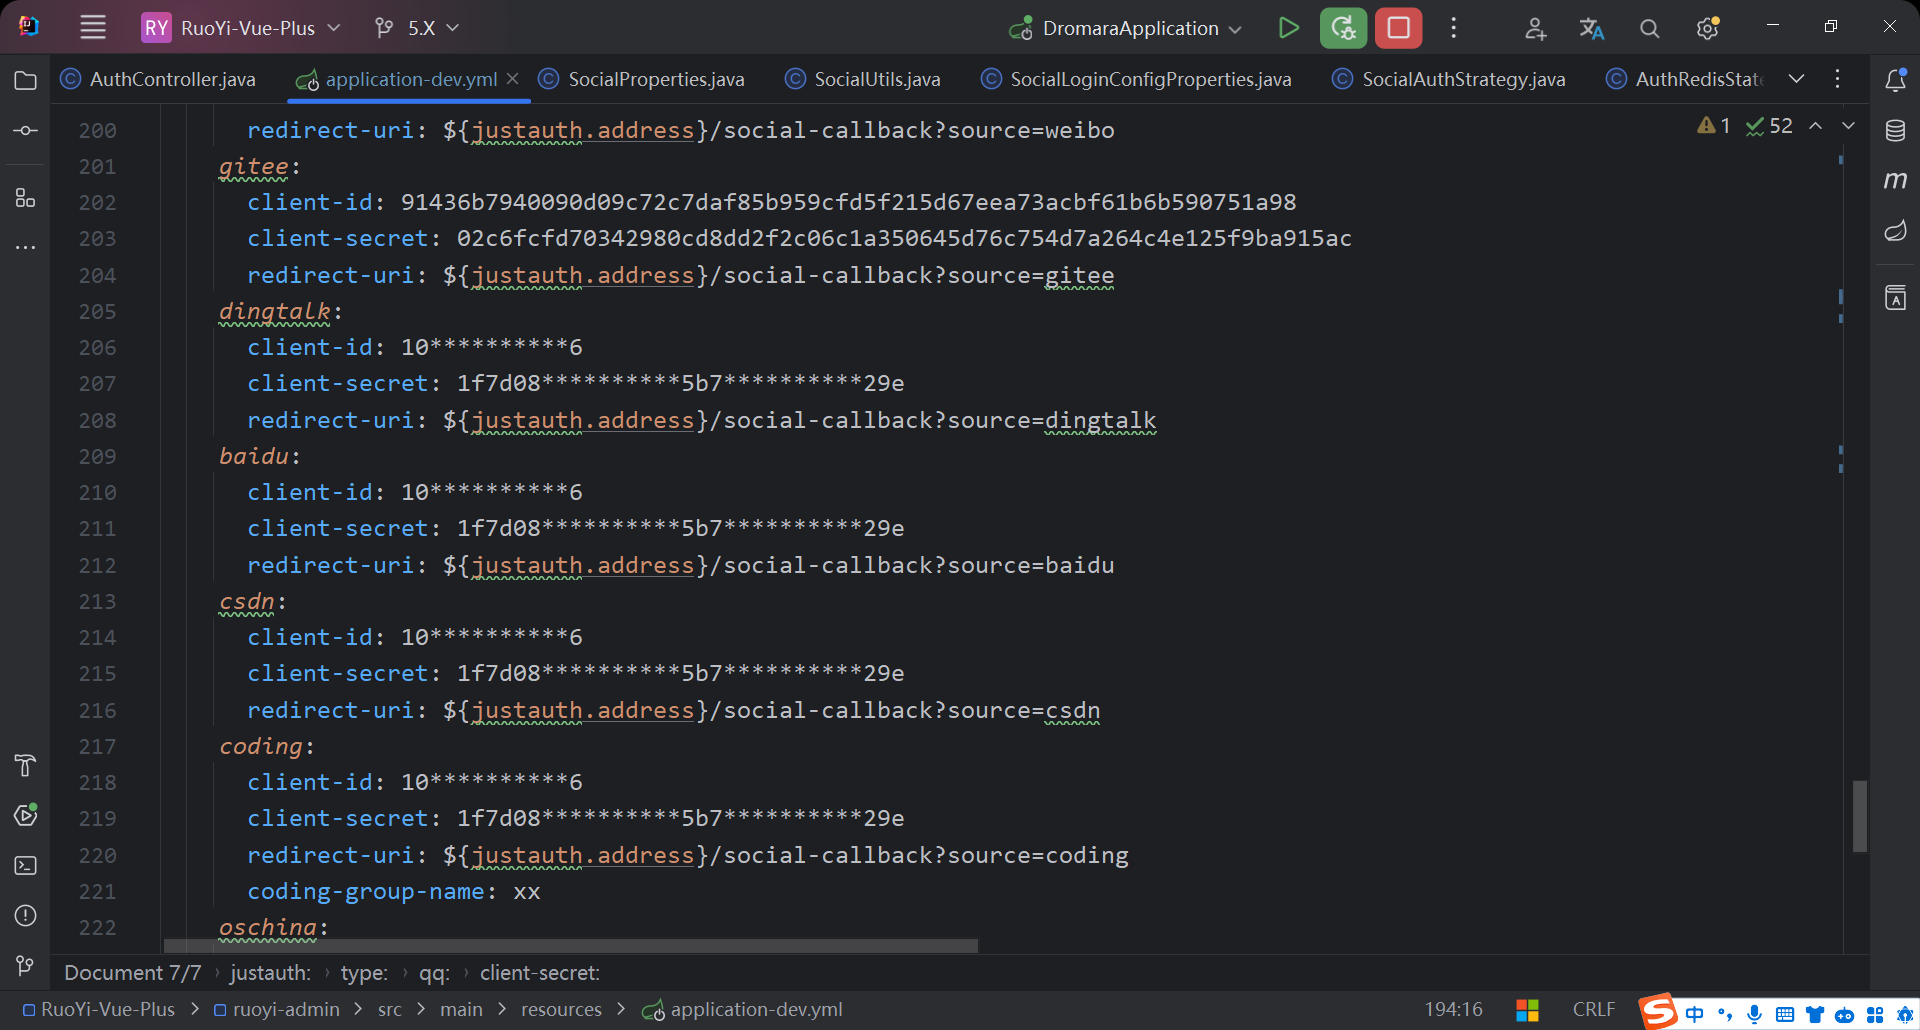 RY RuoYi-Vue-Plus 5.X DromaraApplication
AuthController.java application-dev.yml SocialProperties.java SocialUtils.java SocialLoginConfigProperties.java SocialAuthStrategy.java AuthRedisStat
1 52
200 redirect-uri: ${justauth.address}/social-callback?source=weibo
201 gitee:
202 client-id: 91436b7940090d09c72c7daf85b959cfd5f215d67eea73acbf61b6b590751a98
203 client-secret: 02c6fcfd70342980cd8dd2f2c06c1a350645d76c754d7a264c4e125f9ba915ac
204 redirect-uri: ${justauth.address}/social-callback?source=gitee
205 dingtalk:
206 client-id: 10**********6
207 client-secret: 1f7d08**********5b7**********29e
208 redirect-uri: ${justauth.address}/social-callback?source=dingtalk
209 baidu:
210 client-id: 10**********6
211 client-secret: 1f7d08**********5b7**********29e
212 redirect-uri: ${justauth.address}/social-callback?source=baidu
213 csdn:
214 client-id: 10**********6
215 client-secret: 1f7d08**********5b7**********29e
216 redirect-uri: ${justauth.address}/social-callback?source=csdn
217 coding:
218 client-id: 10**********6
219 client-secret: 1f7d08**********5b7**********29e
220 redirect-uri: ${justauth.address}/social-callback?source=coding
221 coding-group-name: xx
222 oschina:
Document 7/7 › justauth: › type: › qq: › client-secret:
RuoYi-Vue-Plus > ruoyi-admin > src > main > resources > application-dev.yml 194:16 CRLF 中